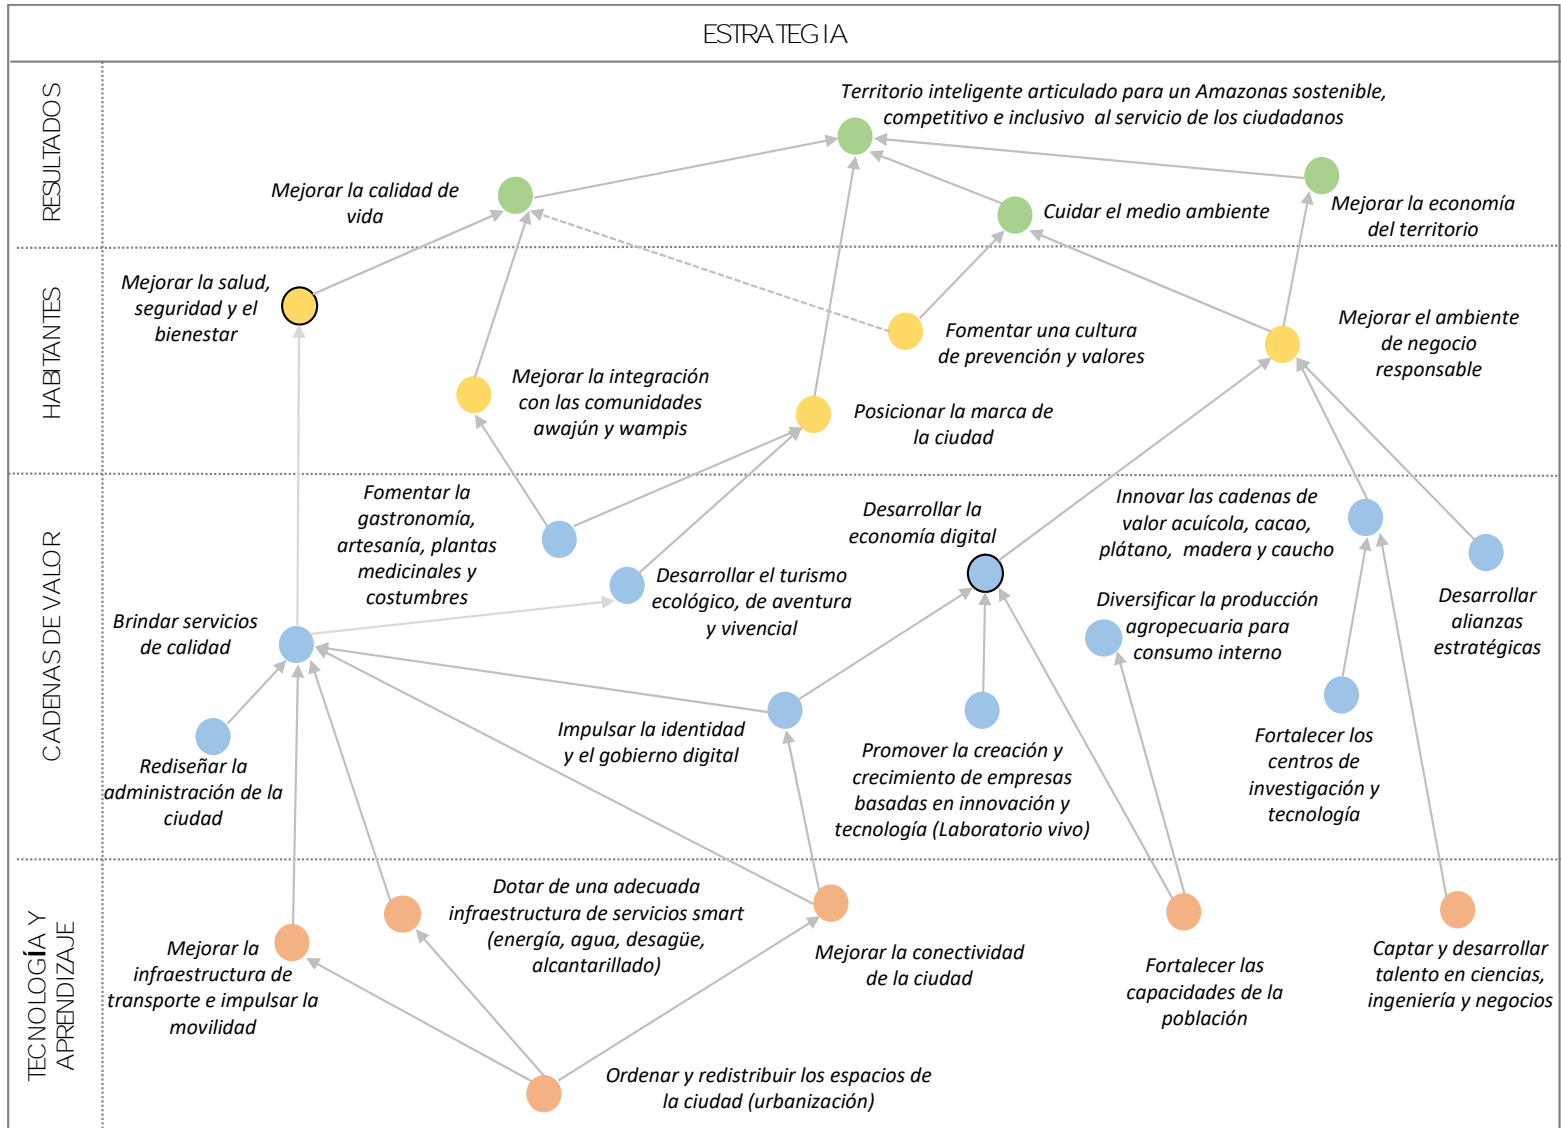 ESTRATEGIA
RESULTADOS
Territorio inteligente articulado para un Amazonas sostenible,
competitivo e inclusivo al servicio de los ciudadanos
Mejorar la calidad de
vida
Cuidar el medio ambiente
Mejorar la economía
del territorio
HABITANTES
Mejorar la salud,
seguridad y el
bienestar
Mejorar la integración
con las comunidades
awajún y wampis
Fomentar una cultura
de prevención y valores
Posicionar la marca de
la ciudad
Mejorar el ambiente
de negocio
responsable
CADENAS DE VALOR
Fomentar la
gastronomía,
artesanía, plantas
medicinales y
costumbres
Desarrollar la
economía digital
Innovar las cadenas de
valor acuícola, cacao,
plátano, madera y caucho
Desarrollar el turismo
ecológico, de aventura
y vivencial
Diversificar la producción
agropecuaria para
consumo interno
Desarrollar
alianzas
estratégicas
Brindar servicios
de calidad
Rediseñar la
administración de la
ciudad
Impulsar la identidad
y el gobierno digital
Promover la creación y
crecimiento de empresas
basadas en innovación y
tecnología (Laboratorio vivo)
Fortalecer los
centros de
investigación y
tecnología
TECNOLOGÍA Y
APRENDIZAJE
Mejorar la
infraestructura de
transporte e impulsar la
movilidad
Dotar de una adecuada
infraestructura de servicios smart
(energía, agua, desagüe,
alcantarillado)
Mejorar la conectividad
de la ciudad
Fortalecer las
capacidades de la
población
Captar y desarrollar
talento en ciencias,
ingeniería y negocios
Ordenar y redistribuir los espacios de
la ciudad (urbanización)